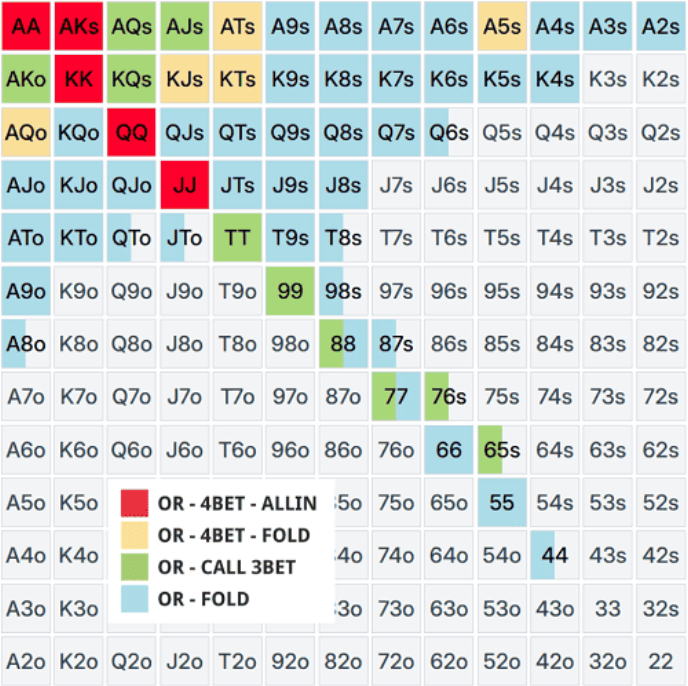 AA AKs AQs AJs ATs A9s A8s A7s A6s A5s A4s A3s A2s
AKo KK KQs KJs KTs K9s K8s K7s K6s K5s K4s K3s K2s
AQo KQo QQ QJs QTs Q9s Q8s Q7s Q6s Q5s Q4s Q3s Q2s
AJo KJo QJo JJ JTs J9s J8s J7s J6s J5s J4s J3s J2s
ATo KTo QTo JTo TT T9s T8s T7s T6s T5s T4s T3s T2s
A9o K9o Q9o J9o T9o 99 98s 97s 96s 95s 94s 93s 92s
A8o K8o Q8o J8o T8o 98o 88 87s 86s 85s 84s 83s 82s
A7o K7o Q7o J7o T7o 97o 87o 77 76s 75s 74s 73s 72s
A6o K6o Q6o J6o T6o 96o 86o 76o 66 65s 64s 63s 62s
A5o K5o 5o 75o 65o 55 54s 53s 52s
A4o K4o 4o 74o 64o 54o 44 43s 42s
A3o K3o 3o 73o 63o 53o 43o 33 32s
A2o K2o Q2o J2o T2o 92o 82o 72o 62o 52o 42o 32o 22
OR - 4BET - ALLIN
OR - 4BET - FOLD
OR - CALL 3BET
OR - FOLD